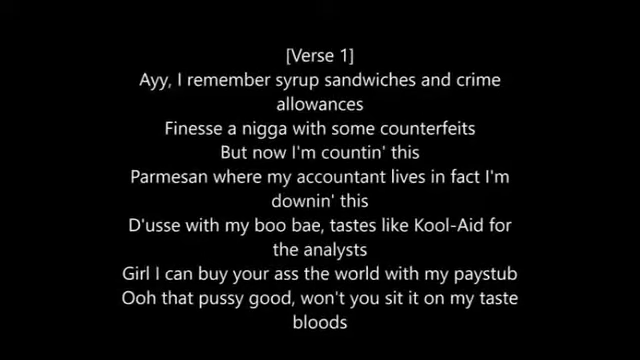 [Verse 1]
Ayy, I remember syrup sandwiches and crime
allowances
Finesse a nigga with some counterfeits
But now I'm countin' this
Parmesan where my accountant lives in fact I'm
downin' this
D'usse with my boo bae, tastes like Kool-Aid for
the analysts
Girl I can buy your ass the world with my paystub
Ooh that pussy good, won't you sit it on my taste
bloods